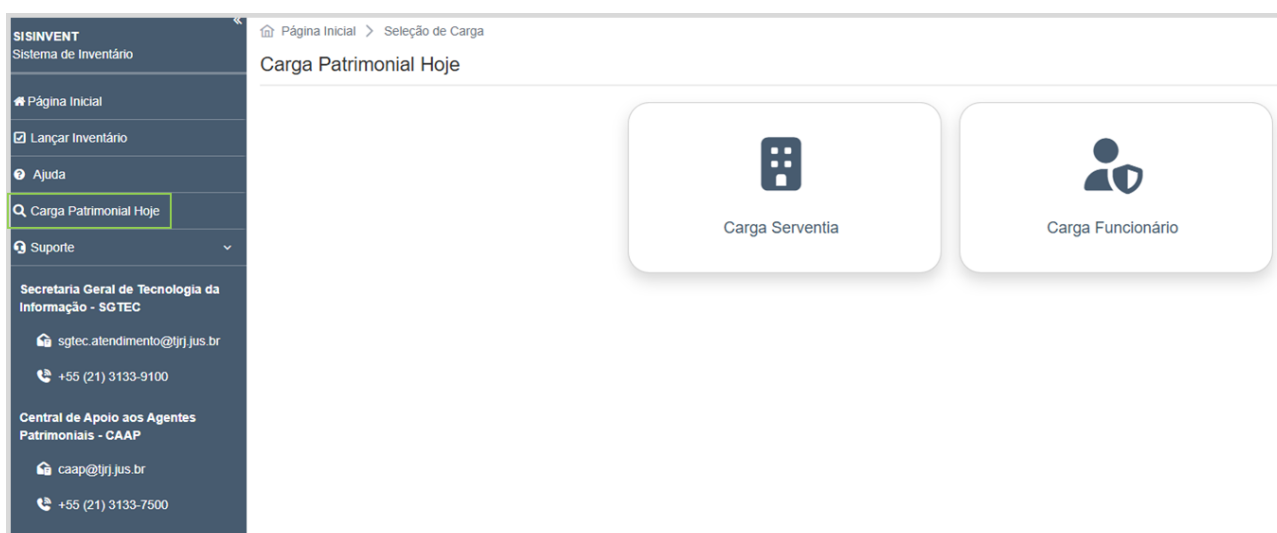 SISINVENT
Sistema de Inventário
Página Inicial
Lançar Inventário
Ajuda
Carga Patrimonial Hoje
Suporte
Secretaria Geral de Tecnologia da
Informação - SGTEC
sgtec.atendimento@tjrj.jus.br
+55 (21) 3133-9100
Central de Apoio aos Agentes
Patrimoniais - CAAP
caap@tjrj.jus.br
+55 (21) 3133-7500
Página Inicial > Seleção de Carga
Carga Patrimonial Hoje
Carga Serventia
Carga Funcionário